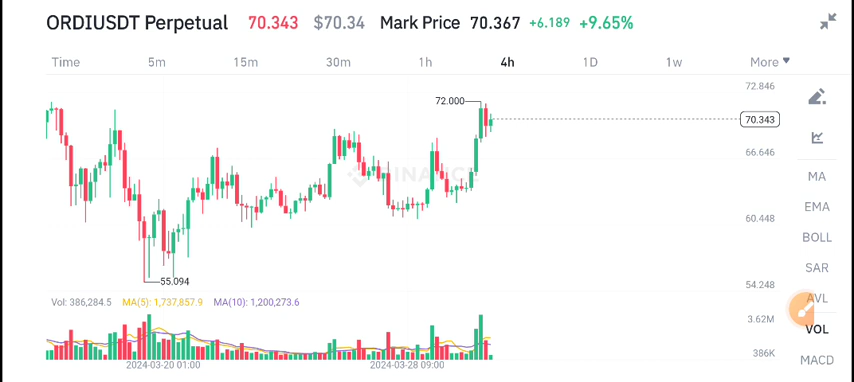 ORDIUSDT Perpetual 70.343 $70.34 Mark Price 70.367 +6.189 +9.65%
Time 5m 15m 30m 1h 4h 1D 1w More
72.846
72.000
70.343
66.646
60.448
55.094
54.248
BINANCE
MA
EMA
BOLL
SAR
AVL
VOL
MACD
Vol: 386,284.5 MA(5): 1,737,857.9 MA(10): 1,200,273.6
3.62M
386K
2024-03-20 01:00 2024-03-28 09:00